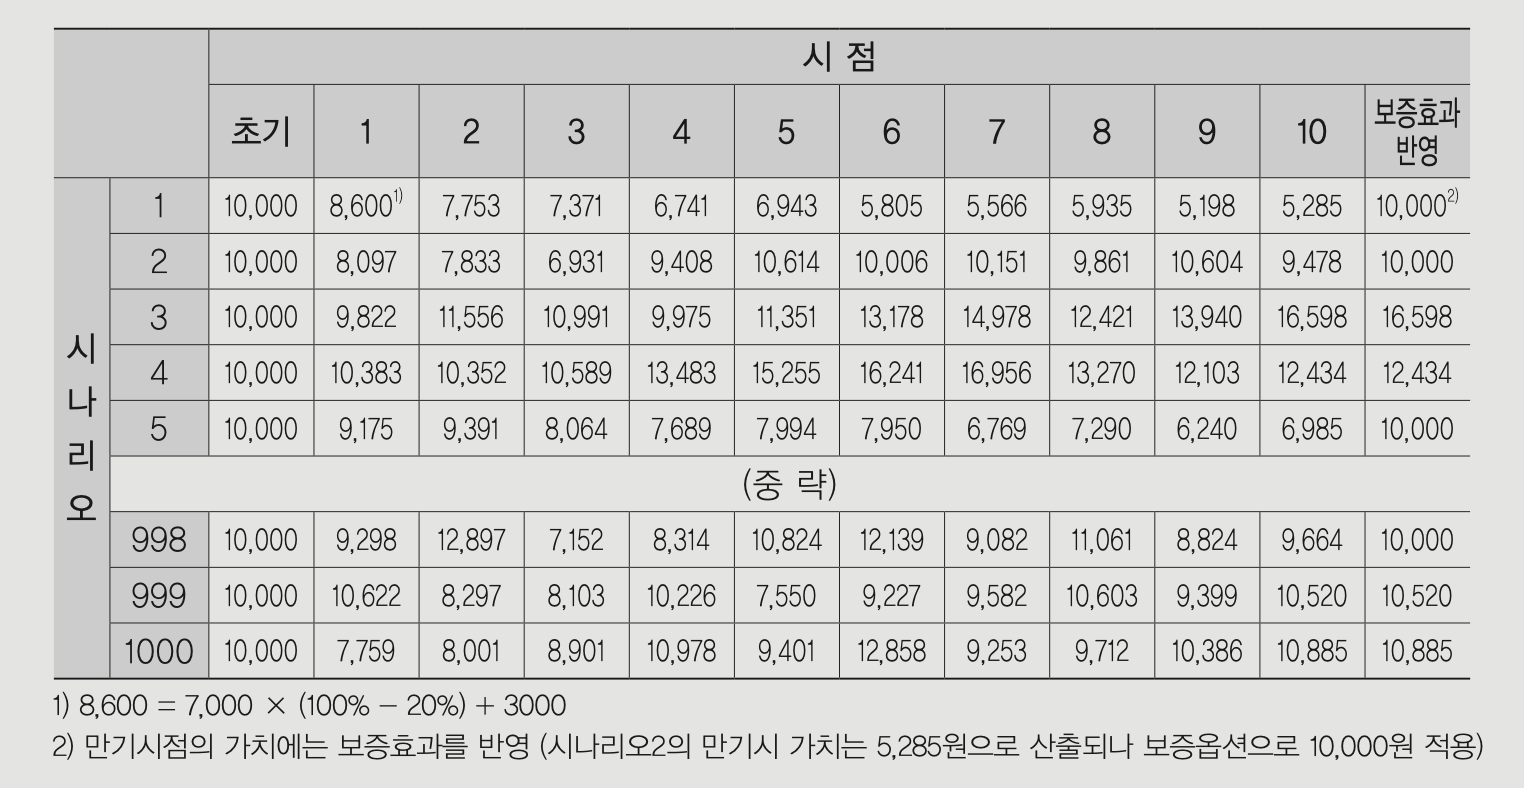 시 점
초기 1 2 3 4 5 6 7 8 9 10 보증효과 반영
시나리오
1 10,000 8,600¹⁾ 7,753 7,371 6,741 6,943 5,805 5,566 5,935 5,198 5,285 10,000²⁾
2 10,000 8,097 7,833 6,931 9,408 10,614 10,006 10,151 9,861 10,604 9,478 10,000
3 10,000 9,822 11,556 10,991 9,975 11,351 13,178 14,978 12,421 13,940 16,598 16,598
4 10,000 10,383 10,352 10,589 13,483 15,255 16,241 16,956 13,270 12,103 12,434 12,434
5 10,000 9,175 9,391 8,064 7,689 7,994 7,950 6,769 7,290 6,240 6,985 10,000
(중 략)
998 10,000 9,298 12,897 7,152 8,314 10,824 12,139 9,082 11,061 8,824 9,664 10,000
999 10,000 10,622 8,297 8,103 10,226 7,550 9,227 9,582 10,603 9,399 10,520 10,520
1000 10,000 7,759 8,001 8,901 10,978 9,401 12,858 9,253 9,712 10,386 10,885 10,885
1) 8,600 = 7,000 × (100% − 20%) + 3000
2) 만기시점의 가치에는 보증효과를 반영 (시나리오2의 만기시 가치는 5,285원으로 산출되나 보증옵션으로 10,000원 적용)